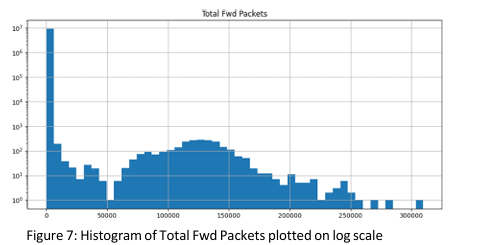 Total Fwd Packets
10⁷
10⁶
10⁵
10⁴
10³
10²
10¹
10⁰
0 50000 100000 150000 200000 250000 300000
Figure 7: Histogram of Total Fwd Packets plotted on log scale